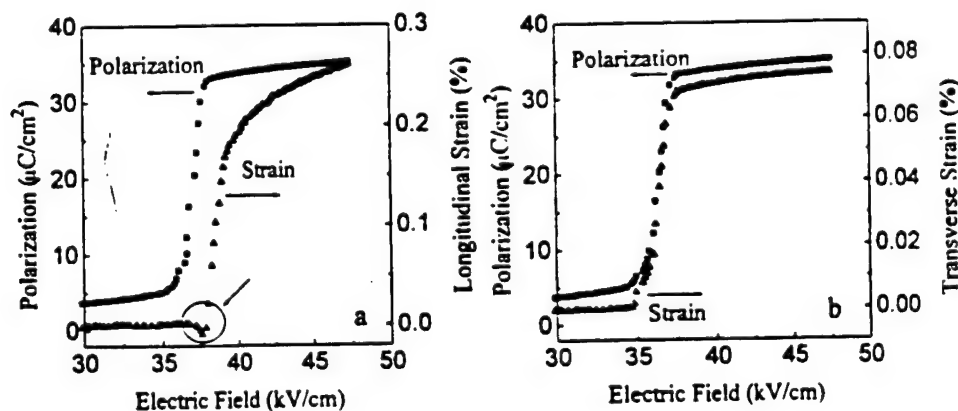 40
30
20
10
0
Polarization (μC/cm²)
Polarization
Strain
a
0.3
0.2
0.1
0.0
Longitudinal Strain (%)
30 35 40 45 50
Electric Field (kV/cm)
40
30
20
10
0
Polarization (μC/cm²)
Polarization
Strain
b
0.08
0.06
0.04
0.02
0.00
Transverse Strain (%)
30 35 40 45 50
Electric Field (kV/cm)